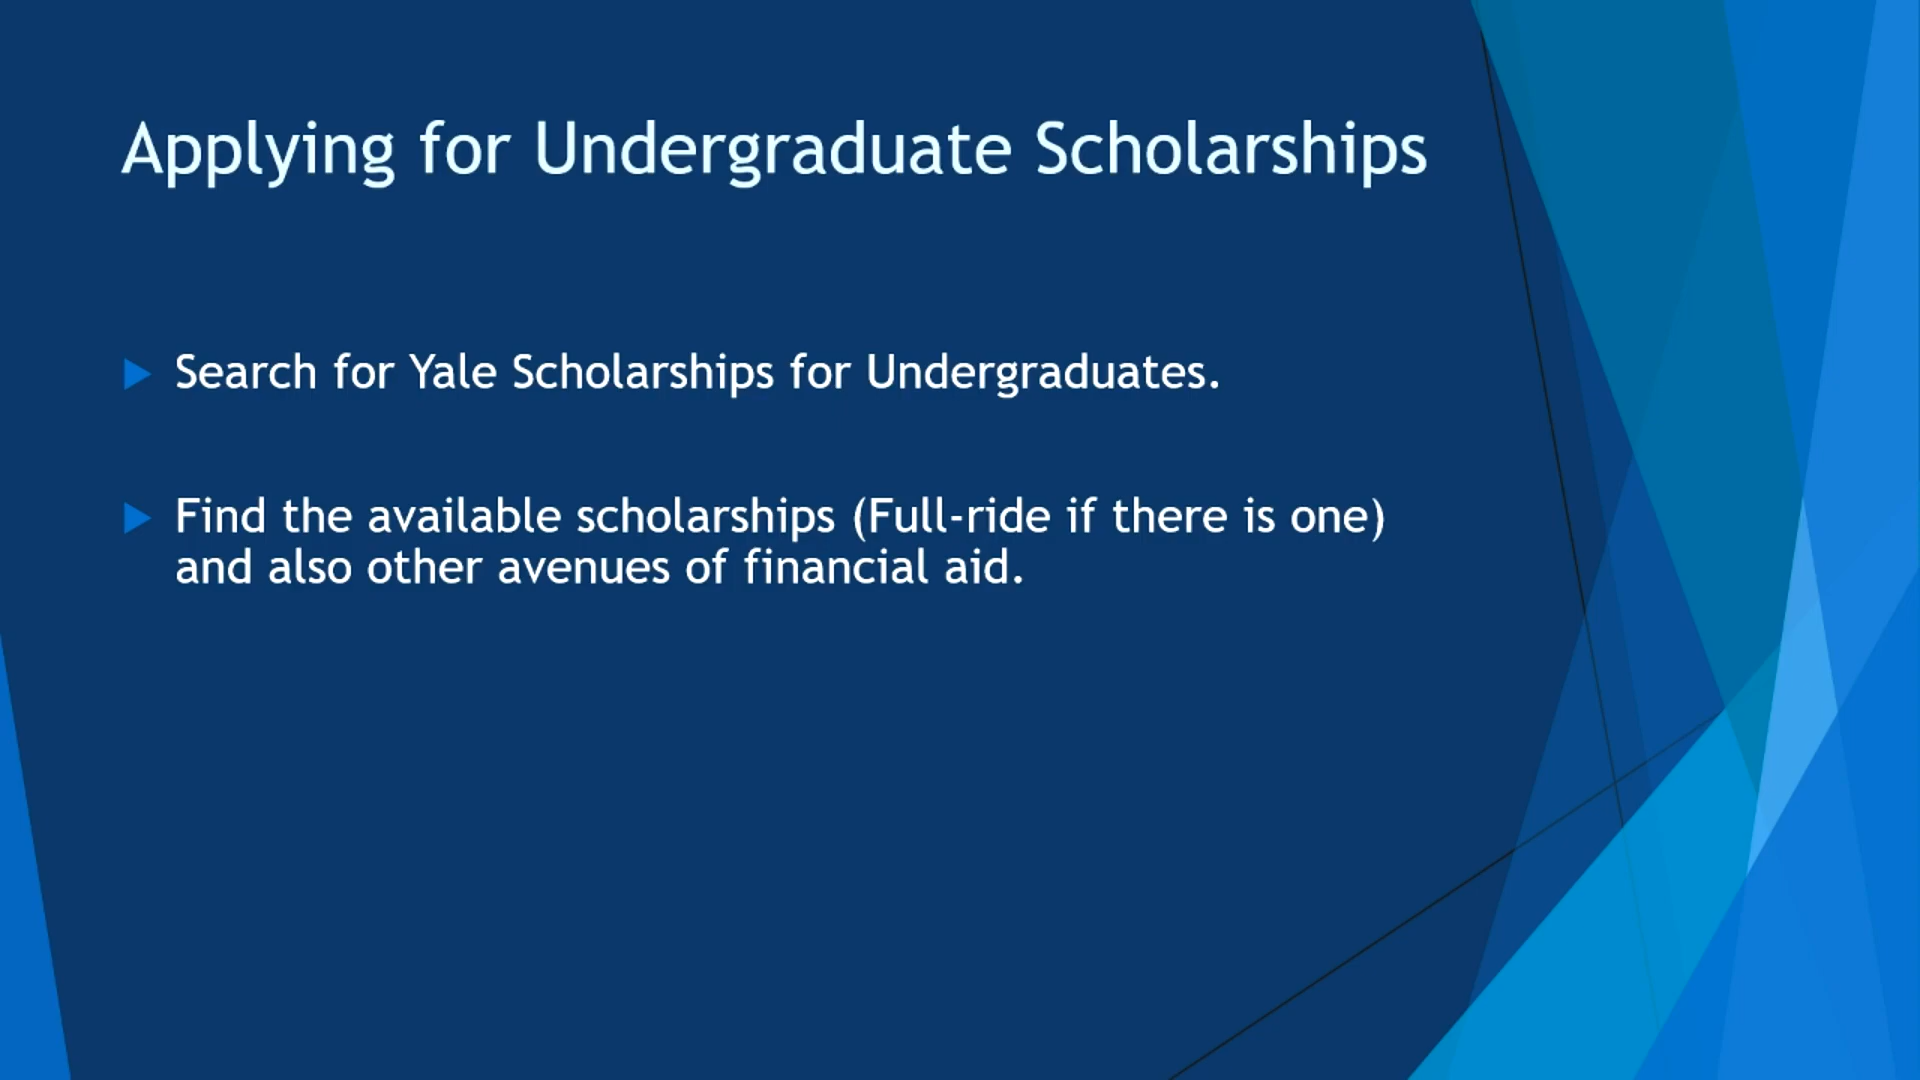 Applying for Undergraduate Scholarships
Search for Yale Scholarships for Undergraduates.
Find the available scholarships (Full-ride if there is one)
and also other avenues of financial aid.